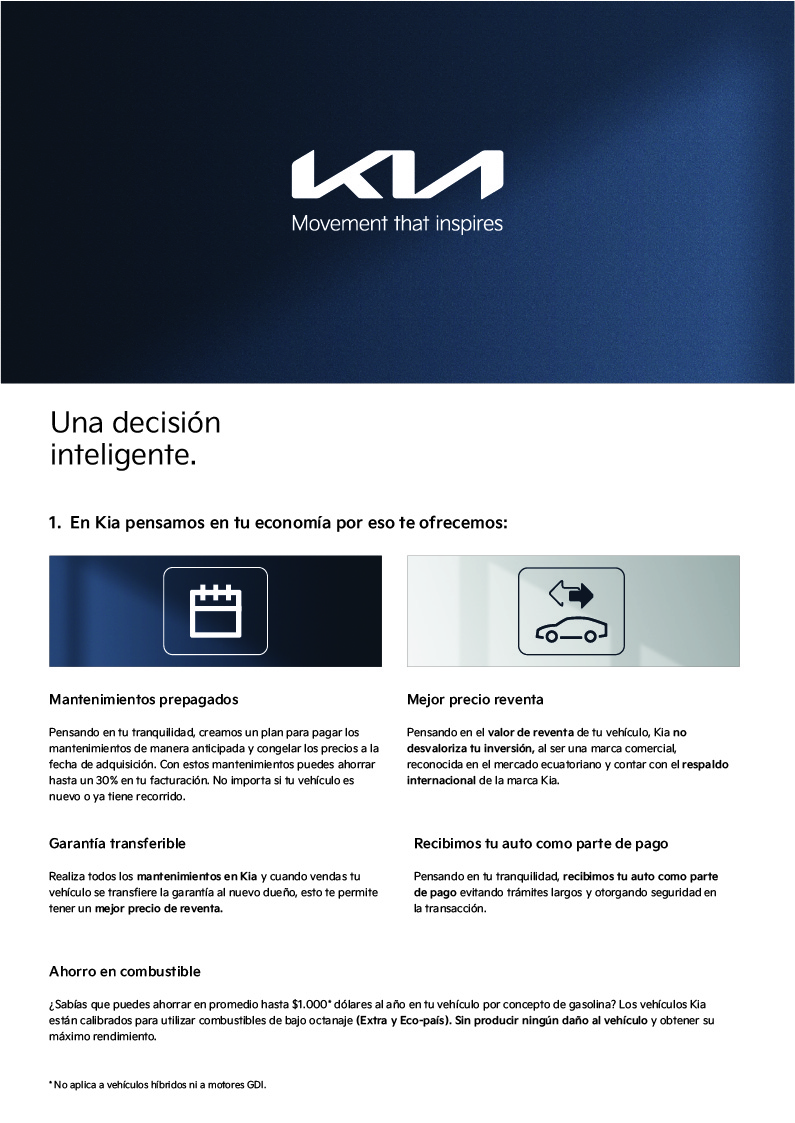 KIA
Movement that inspires
Una decisión
inteligente.
1. En Kia pensamos en tu economía por eso te ofrecemos:
Mantenimientos prepagados
Pensando en tu tranquilidad, creamos un plan para pagar los
mantenimientos de manera anticipada y congelar los precios a la
fecha de adquisición. Con estos mantenimientos puedes ahorrar
hasta un 30% en tu facturación. No importa si tu vehículo es
nuevo o ya tiene recorrido.
Mejor precio reventa
Pensando en el valor de reventa de tu vehículo, Kia no
desvaloriza tu inversión, al ser una marca comercial,
reconocida en el mercado ecuatoriano y contar con el respaldo
internacional de la marca Kia.
Garantía transferible
Realiza todos los mantenimientos en Kia y cuando vendas tu
vehículo se transfiere la garantía al nuevo dueño, esto te permite
tener un mejor precio de reventa.
Recibimos tu auto como parte de pago
Pensando en tu tranquilidad, recibimos tu auto como parte
de pago evitando trámites largos y otorgando seguridad en
la transacción.
Ahorro en combustible
¿Sabías que puedes ahorrar en promedio hasta $1.000* dólares al año en tu vehículo por concepto de gasolina? Los vehículos Kia
están calibrados para utilizar combustibles de bajo octanaje (Extra y Eco-país). Sin producir ningún daño al vehículo y obtener su
máximo rendimiento.
* No aplica a vehículos híbridos ni a motores GDI.